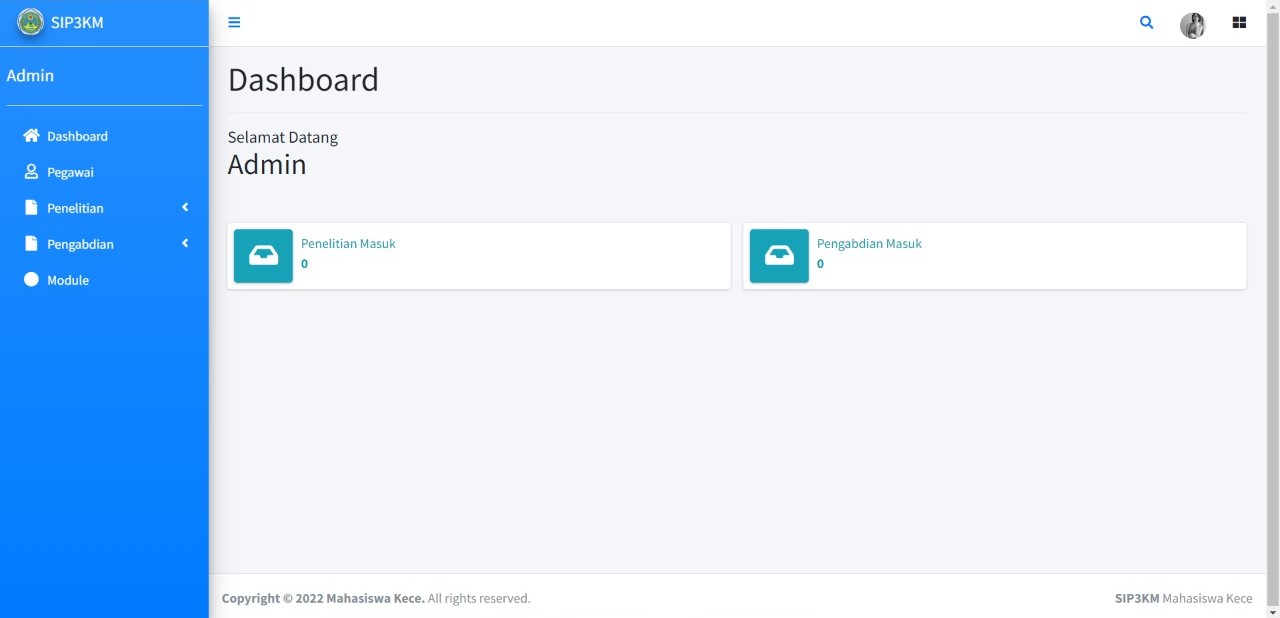 SIP3KM
Admin
Dashboard
Pegawai
Penelitian
Pengabdian
Module
Dashboard
Selamat Datang
Admin
Penelitian Masuk
0
Pengabdian Masuk
0
Copyright © 2022 Mahasiswa Kece. All rights reserved.
SIP3KM Mahasiswa Kece